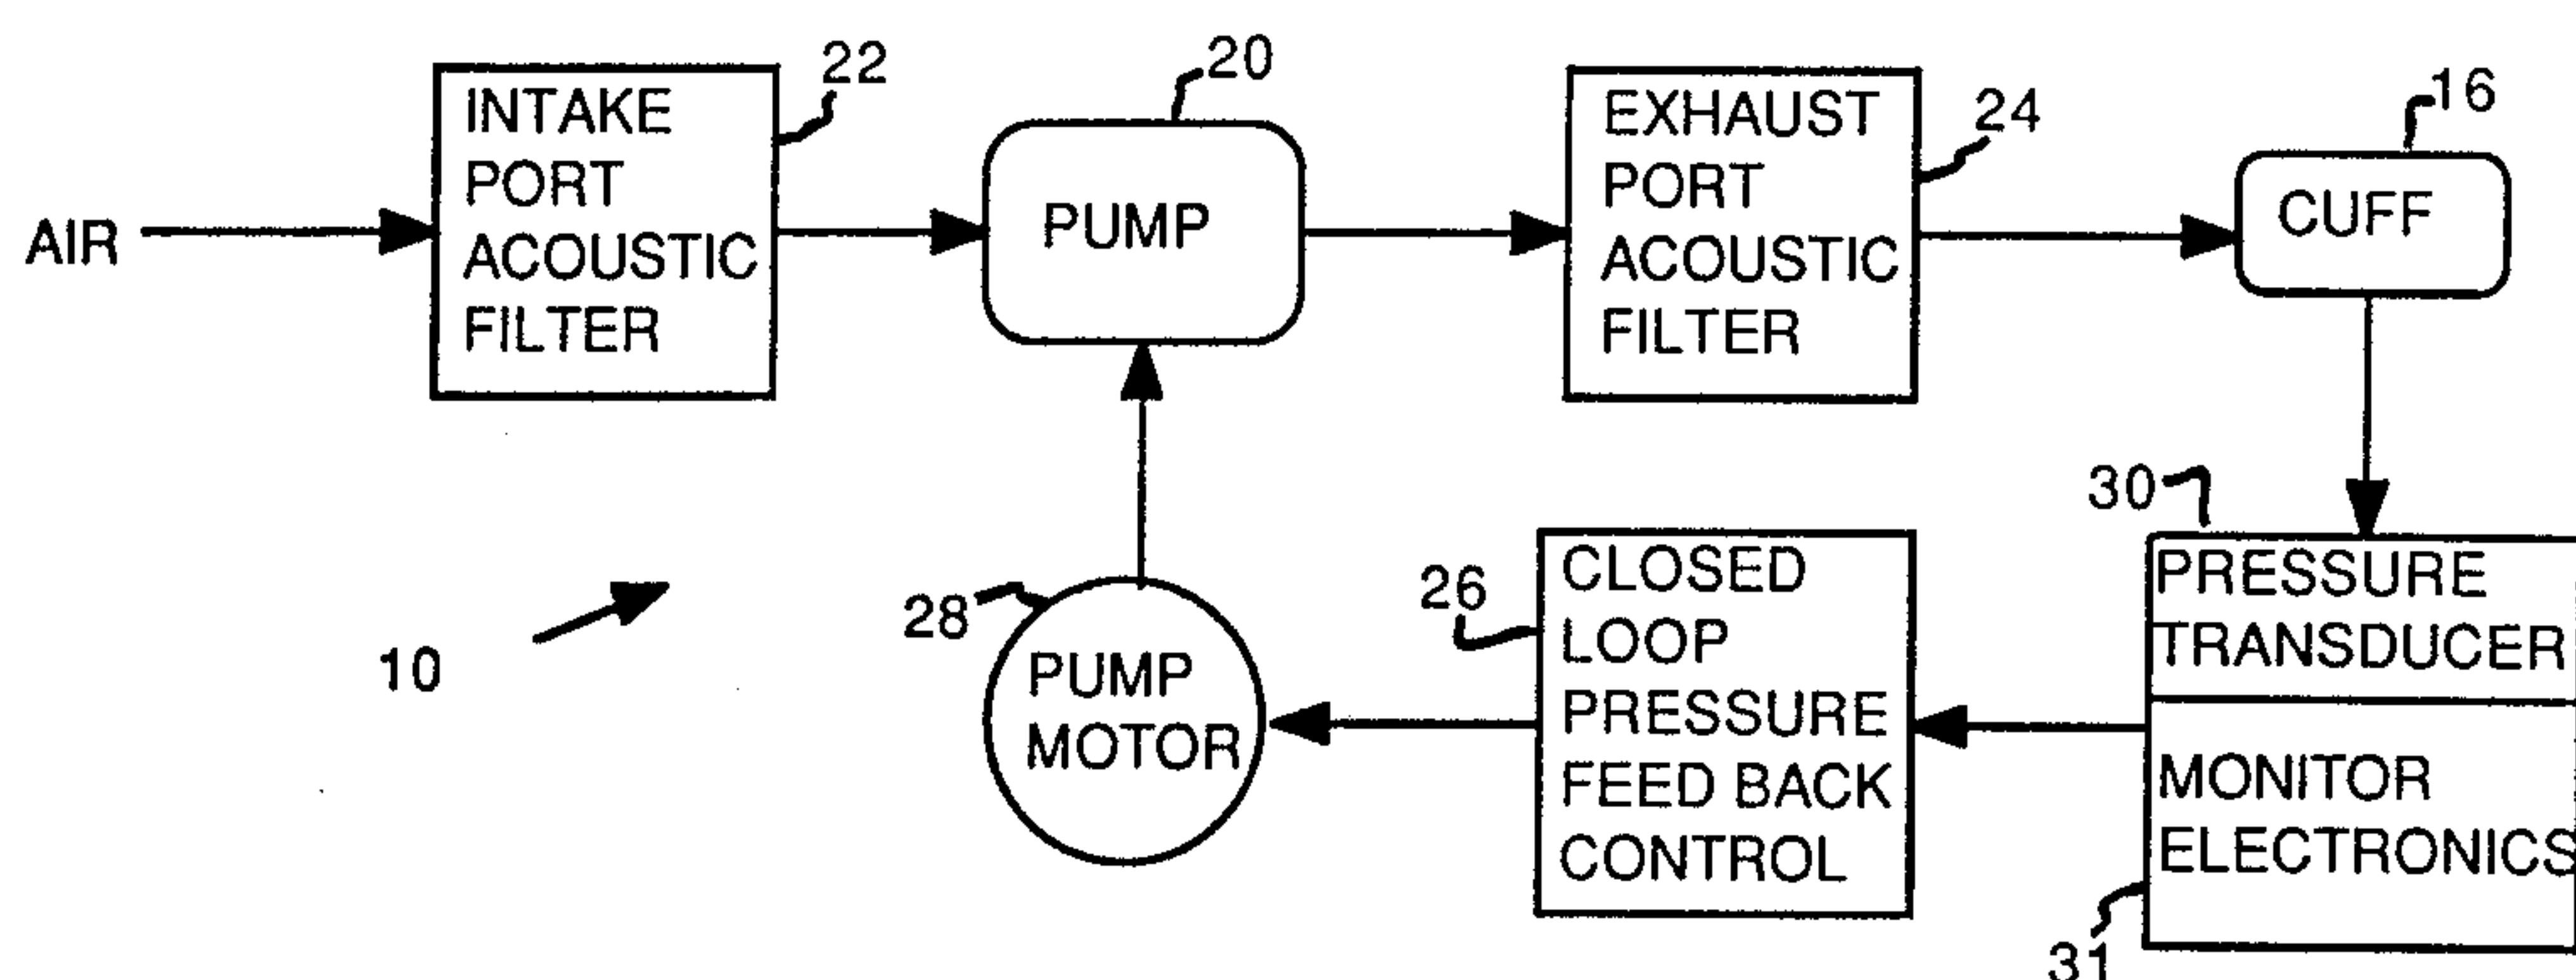 AIR
INTAKE
PORT
ACOUSTIC
FILTER
22
PUMP
20
EXHAUST
PORT
ACOUSTIC
FILTER
24
CUFF
16
10
28
PUMP
MOTOR
26
CLOSED
LOOP
PRESSURE
FEED BACK
CONTROL
30
PRESSURE
TRANSDUCER
MONITOR
ELECTRONICS
31